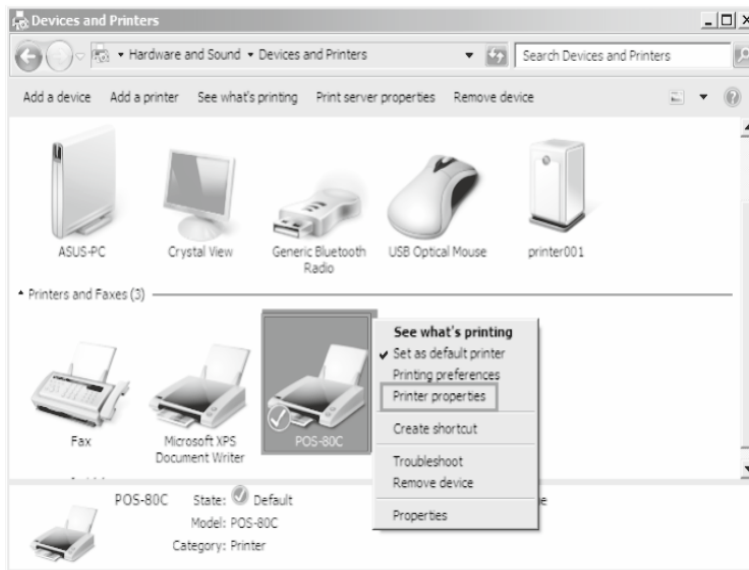 Devices and Printers
Hardware and Sound Devices and Printers
Search Devices and Printers
Add a device Add a printer See what's printing Print server properties Remove device
ASUS-PC
Crystal View
Generic Bluetooth
Radio
USB Optical Mouse
printer001
Printers and Faxes (3)
Fax
Microsoft XPS
Document Writer
POS-80C
See what's printing
Set as default printer
Printing preferences
Printer properties
Create shortcut
Troubleshoot
Remove device
Properties
POS-80C State: Default
Model: POS-80C
Category: Printer